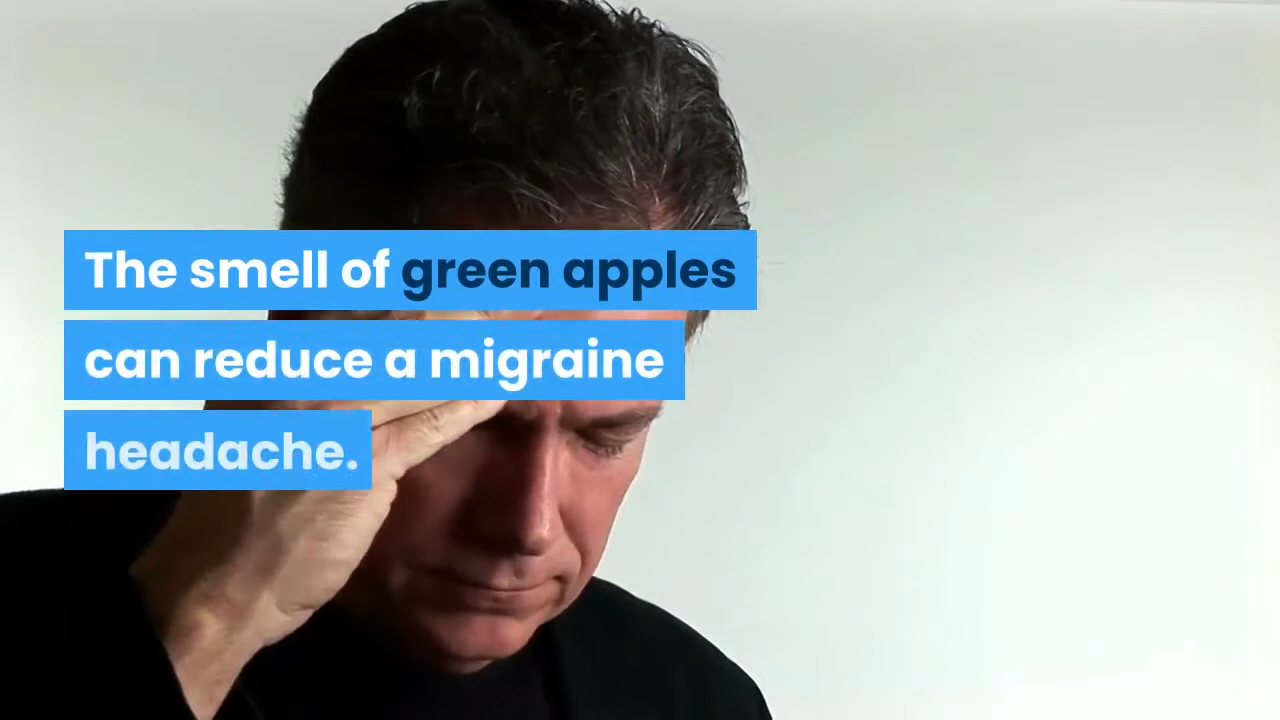 The smell of green apples
can reduce a migraine
headache.